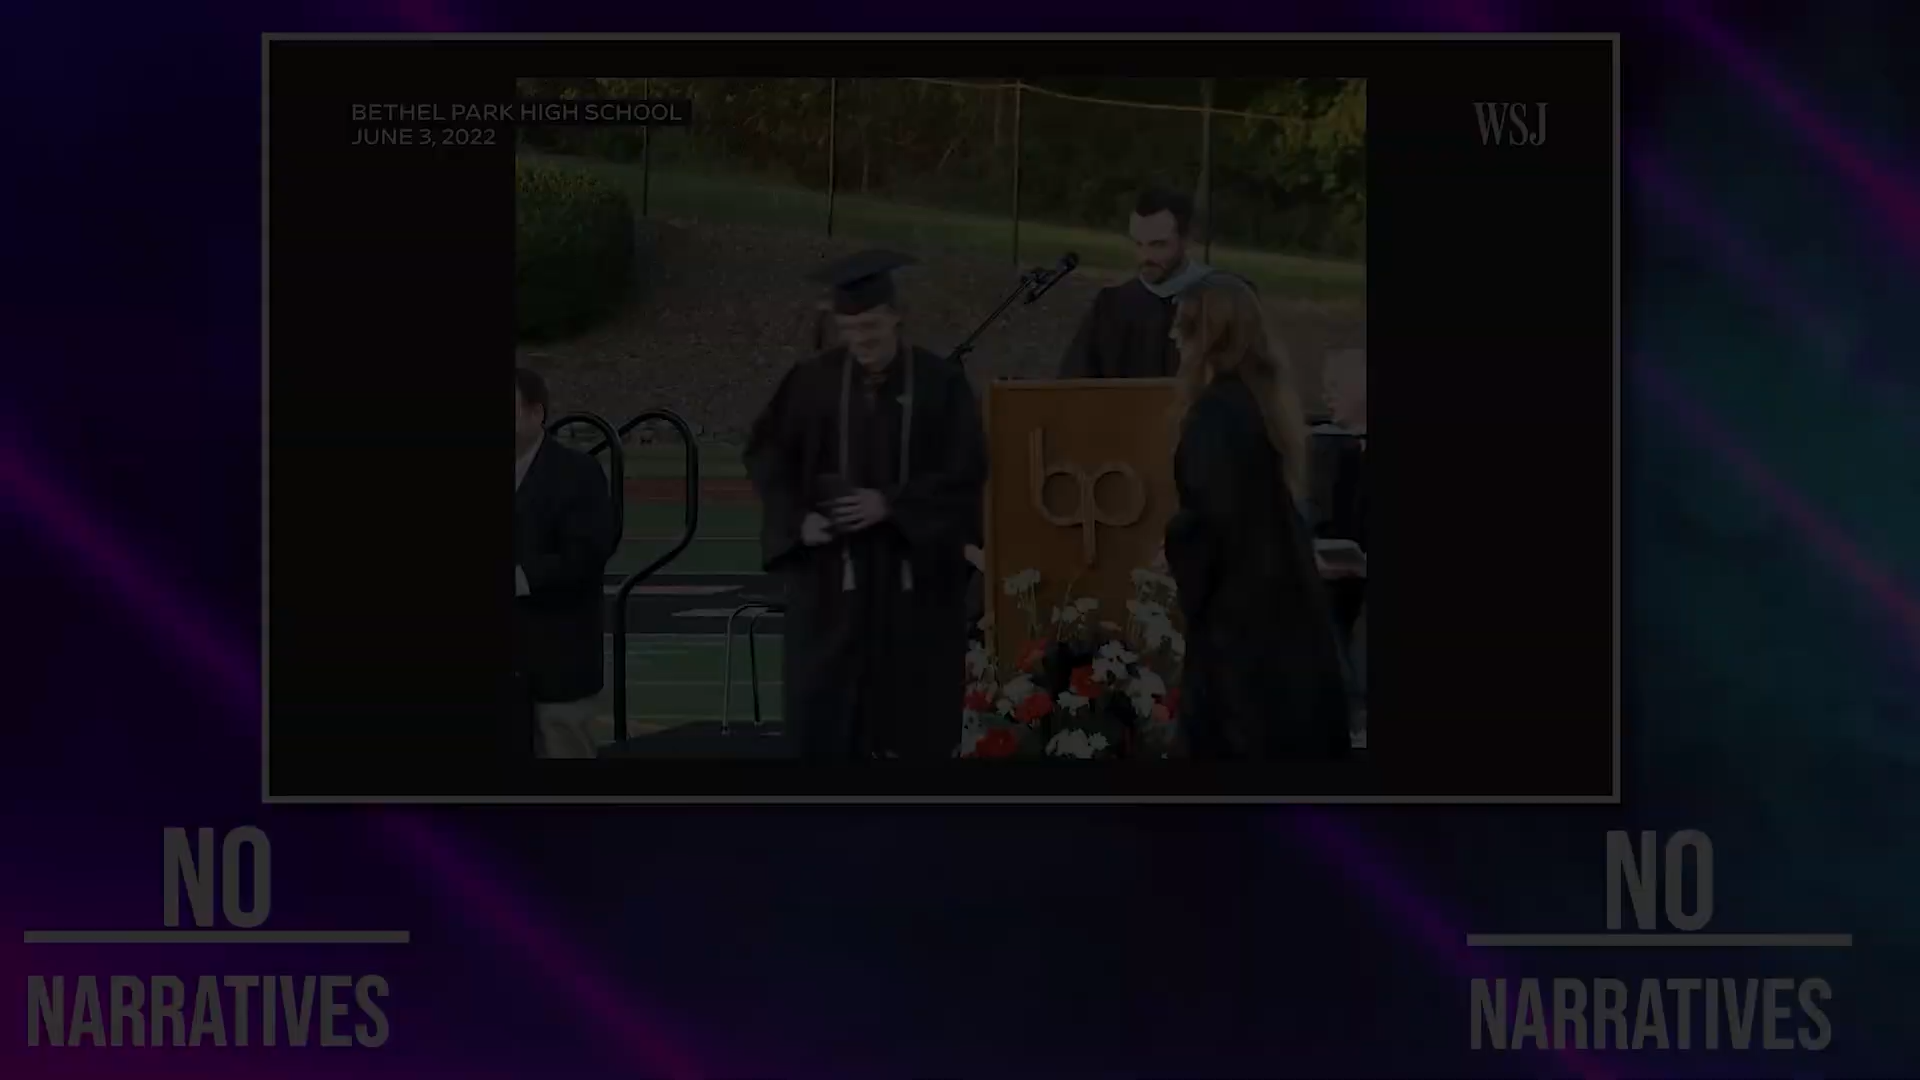 BETHEL PARK HIGH SCHOOL
JUNE 3, 2022
WSJ
bp
NO
NARRATIVES
NO
NARRATIVES